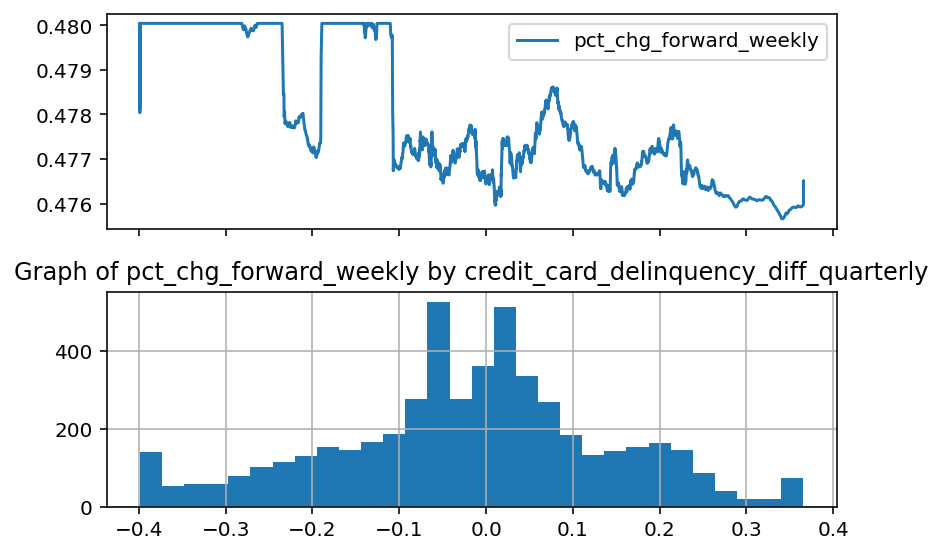 0.480
pct_chg_forward_weekly
0.479
0.478
0.477
0.476
Graph of pct_chg_forward_weekly by credit_card_delinquency_diff_quarterly
400
200
0
−0.4 −0.3 −0.2 −0.1 0.0 0.1 0.2 0.3 0.4